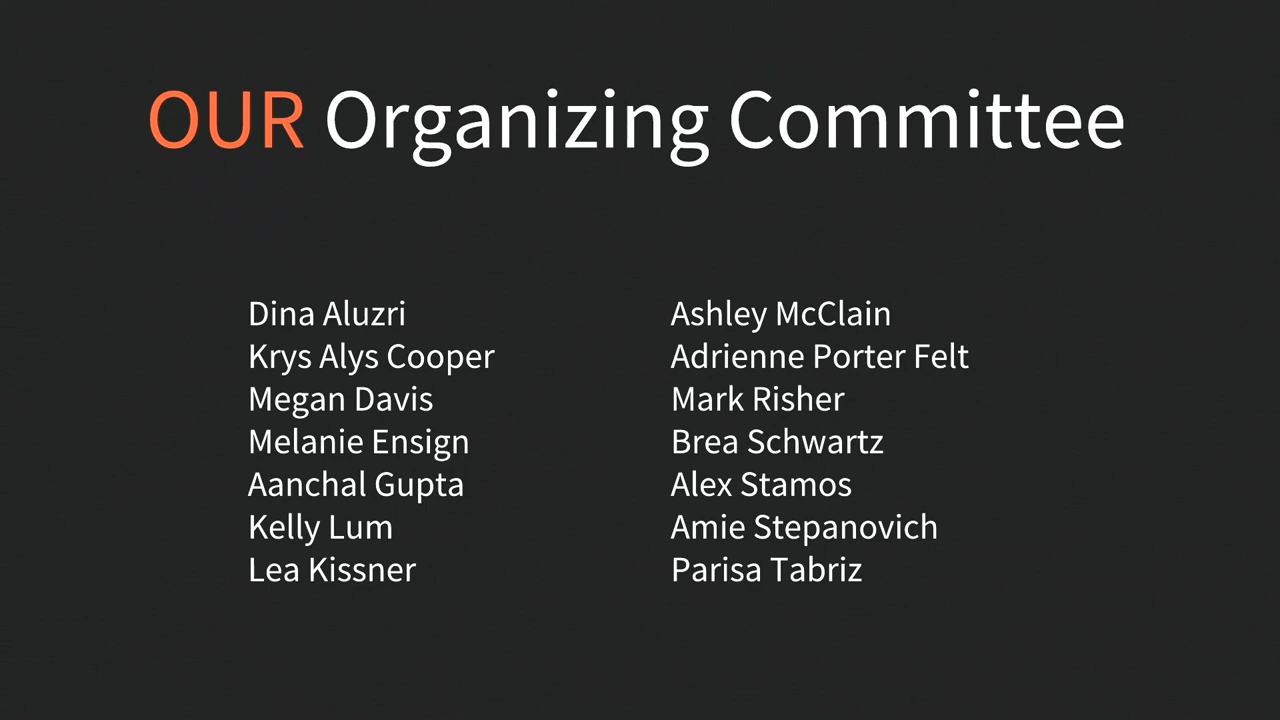 OUR Organizing Committee
Dina Aluzri
Krys Alys Cooper
Megan Davis
Melanie Ensign
Aanchal Gupta
Kelly Lum
Lea Kissner
Ashley McClain
Adrienne Porter Felt
Mark Risher
Brea Schwartz
Alex Stamos
Amie Stepanovich
Parisa Tabriz